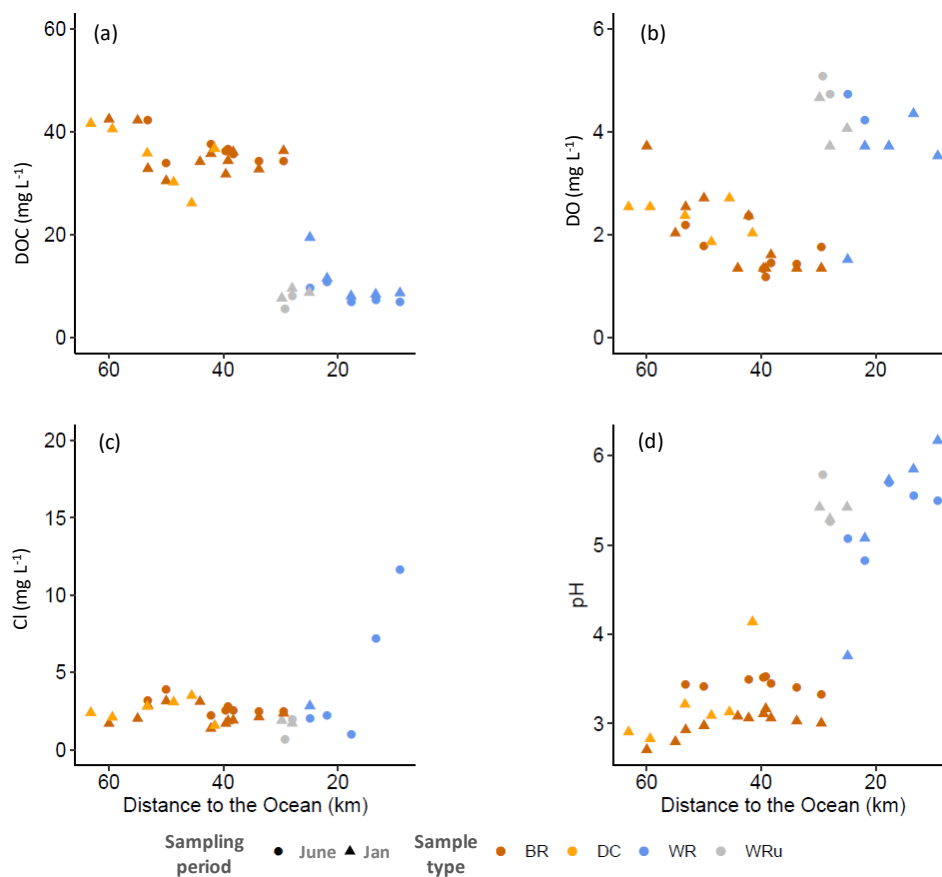 (a)
60
40
20
0
DOC (mg L⁻¹)
60 40 20
(b)
6
4
2
0
DO (mg L⁻¹)
60 40 20
(c)
20
15
10
5
0
Cl (mg L⁻¹)
60 40 20
Distance to the Ocean (km)
(d)
6
5
4
3
pH
60 40 20
Distance to the Ocean (km)
Sampling
period
June Jan
Sample
type
BR DC WR WRu